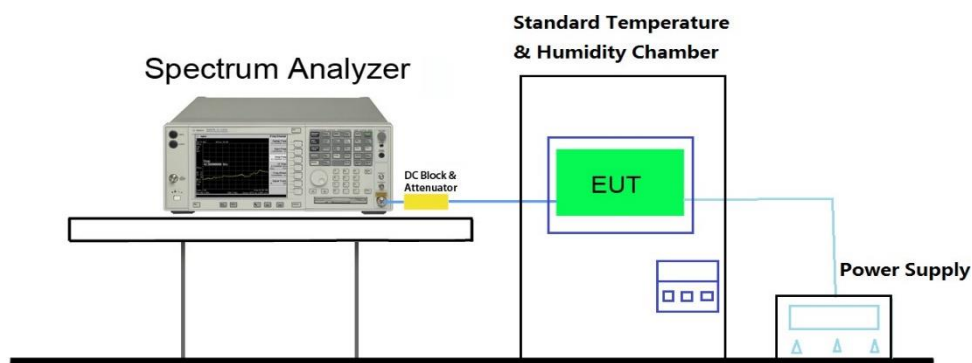 Standard Temperature
& Humidity Chamber
Spectrum Analyzer
DC Block &
Attenuator
EUT
Power Supply